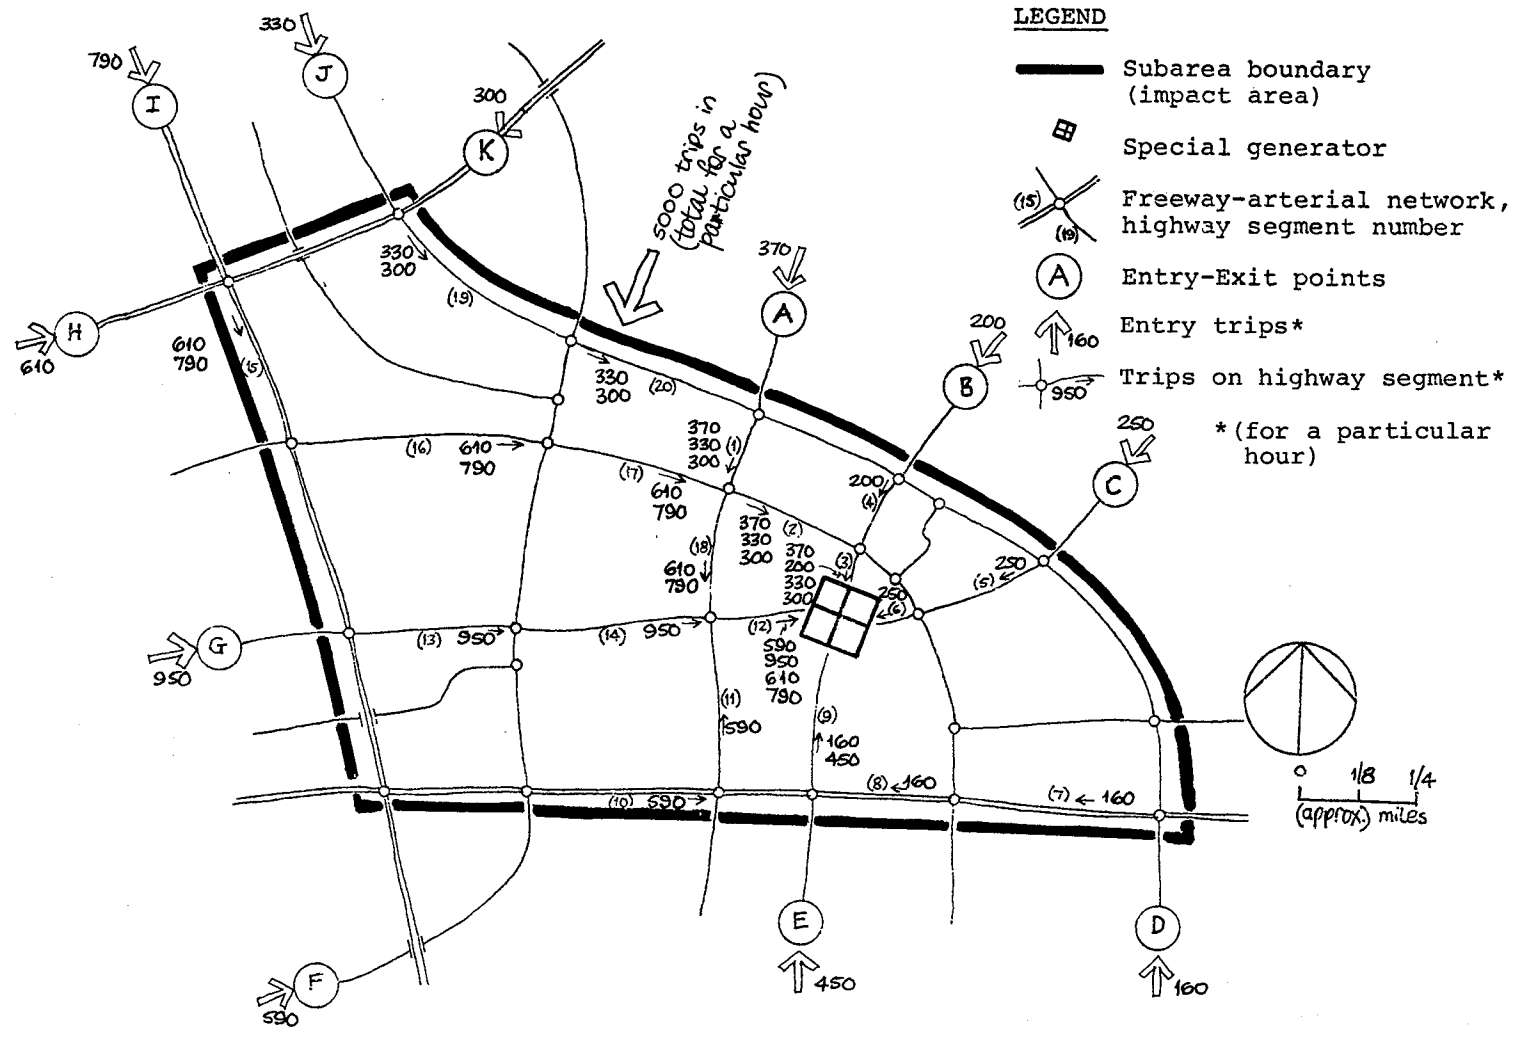 LEGEND
Subarea boundary
(impact area)
Special generator
(15)
(19)
Freeway-arterial network,
highway segment number
A
Entry-Exit points
160
Entry trips*
950
Trips on highway segment*
*(for a particular
hour)
330
J
790
I
300
K
5000 trips in
(total for a
particular hour)
370
A
200
B
250
C
H
610
330
300
(19)
610
790
(15)
330
300
(20)
370
330
300
(1)
200
(4)
(16)
610
790
(17)
610
790
370
330
300
(2)
(18)
610
790
370
200
330
300
(3)
250
(5)
250
(6)
G
950
(13)
950
(14)
950
(12)
590
950
610
790
(11)
590
(9)
160
450
(10)
590
(8)
160
(7)
160
0
1/8
1/4
(approx.) miles
E
450
D
160
F
590